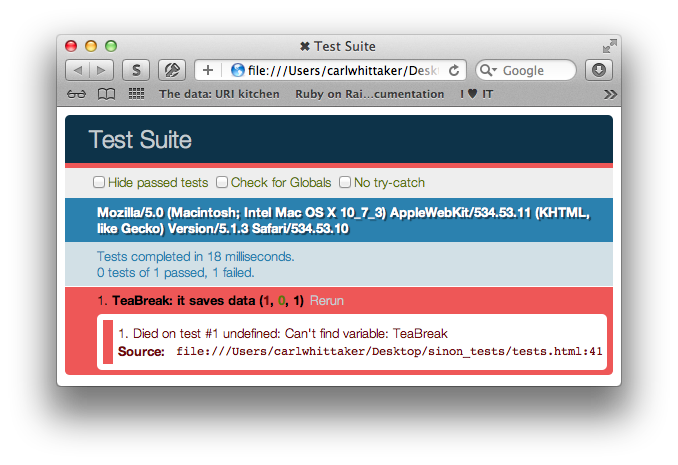 ✖ Test Suite
S + file:///Users/carlwhittaker/Desk Google
The data: URI kitchen Ruby on Rai...cumentation I ♥ IT >>
Test Suite
Hide passed tests Check for Globals No try-catch
Mozilla/5.0 (Macintosh; Intel Mac OS X 10_7_3) AppleWebKit/534.53.11 (KHTML,
like Gecko) Version/5.1.3 Safari/534.53.10
Tests completed in 18 milliseconds.
0 tests of 1 passed, 1 failed.
1. TeaBreak: it saves data (1, 0, 1) Rerun
1. Died on test #1 undefined: Can't find variable: TeaBreak
Source: file:///Users/carlwhittaker/Desktop/sinon_tests/tests.html:41